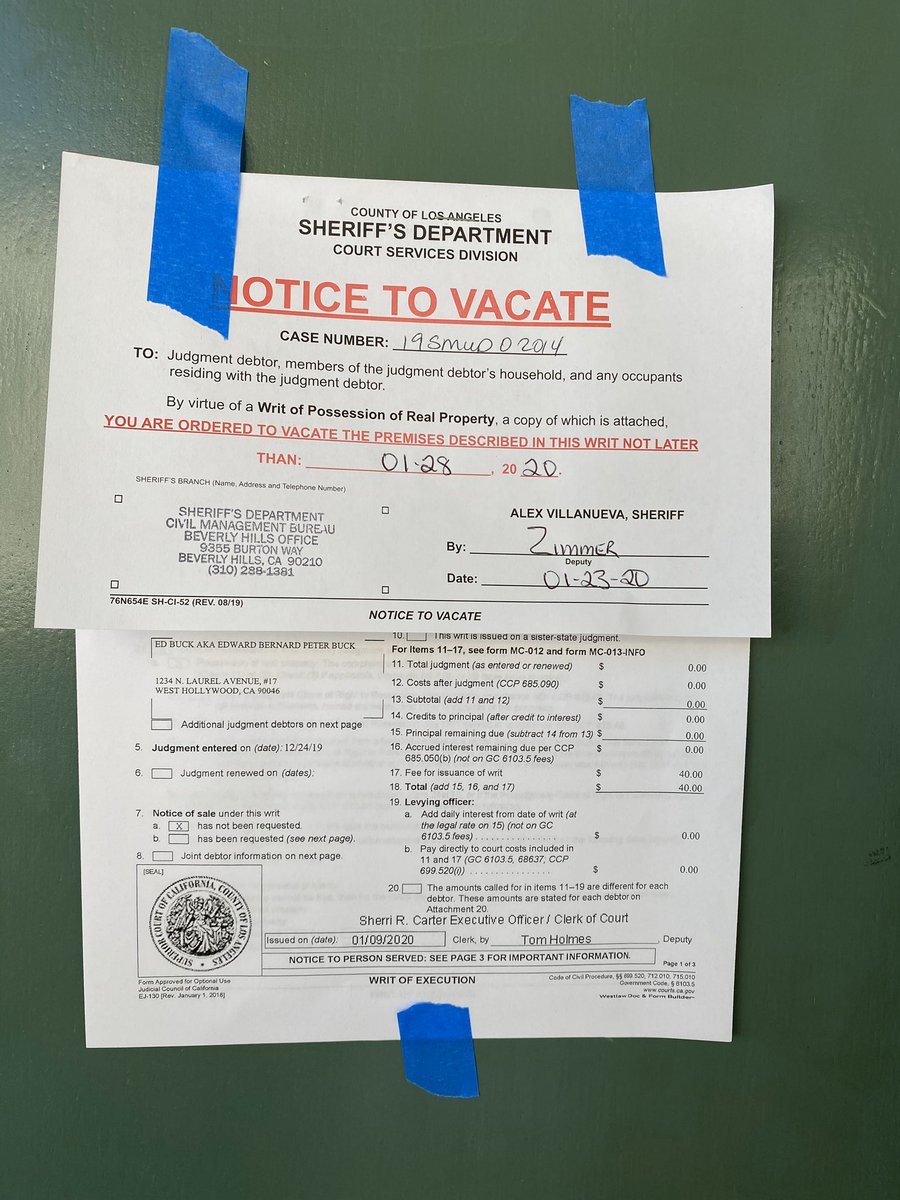 COUNTY OF LOS ANGELES
SHERIFF'S DEPARTMENT
COURT SERVICES DIVISION
NOTICE TO VACATE
CASE NUMBER: 19SMUD02014
TO: Judgment debtor, members of the judgment debtor's household, and any occupants
residing with the judgment debtor.
By virtue of a Writ of Possession of Real Property, a copy of which is attached,
YOU ARE ORDERED TO VACATE THE PREMISES DESCRIBED IN THIS WRIT NOT LATER
THAN: 01-28, 20 20.
SHERIFF'S BRANCH (Name, Address and Telephone Number)
SHERIFF'S DEPARTMENT
CIVIL MANAGEMENT BUREAU
BEVERLY HILLS OFFICE
9355 BURTON WAY
BEVERLY HILLS, CA 90210
(310) 288-1381
ALEX VILLANUEVA, SHERIFF
By: Zimmer
Deputy
Date: 01-23-20
76N654E SH-CI-52 (REV. 08/19)
NOTICE TO VACATE
ED BUCK AKA EDWARD BERNARD PETER BUCK
1234 N. LAUREL AVENUE, #17
WEST HOLLYWOOD, CA 90046
Additional judgment debtors on next page
5. Judgment entered on (date): 12/24/19
6. Judgment renewed on (dates):
7. Notice of sale under this writ
a. X has not been requested.
b. has been requested (see next page).
8. Joint debtor information on next page.
[SEAL]
SUPERIOR COURT OF CALIFORNIA, COUNTY OF LOS ANGELES
10. This writ is issued on a sister-state judgment.
For Items 11–17, see form MC-012 and form MC-013-INFO
11. Total judgment (as entered or renewed) $ 0.00
12. Costs after judgment (CCP 685.090) $ 0.00
13. Subtotal (add 11 and 12) $ 0.00
14. Credits to principal (after credit to interest) $ 0.00
15. Principal remaining due (subtract 14 from 13) $ 0.00
16. Accrued interest remaining due per CCP $ 0.00
685.050(b) (not on GC 6103.5 fees)
17. Fee for issuance of writ $ 40.00
18. Total (add 15, 16, and 17) $ 40.00
19. Levying officer:
a. Add daily interest from date of writ (at
the legal rate on 15) (not on GC
6103.5 fees) . . . . . . . . . . . . . . . $ 0.00
b. Pay directly to court costs included in
11 and 17 (GC 6103.5, 68637; CCP
699.520(i)) . . . . . . . . . . . . . . . $ 0.00
20 The amounts called for in items 11–19 are different for each
debtor. These amounts are stated for each debtor on
Attachment 20.
Sherri R. Carter Executive Officer / Clerk of Court
Issued on (date): 01/09/2020 Clerk, by Tom Holmes, Deputy
NOTICE TO PERSON SERVED: SEE PAGE 3 FOR IMPORTANT INFORMATION.
Page 1 of 3
Form Approved for Optional Use
Judicial Council of California
EJ-130 [Rev. January 1, 2018]
WRIT OF EXECUTION
Code of Civil Procedure, §§ 699.520, 712.010, 715.010
Government Code, § 6103.5
www.courts.ca.gov
Westlaw Doc & Form Builder